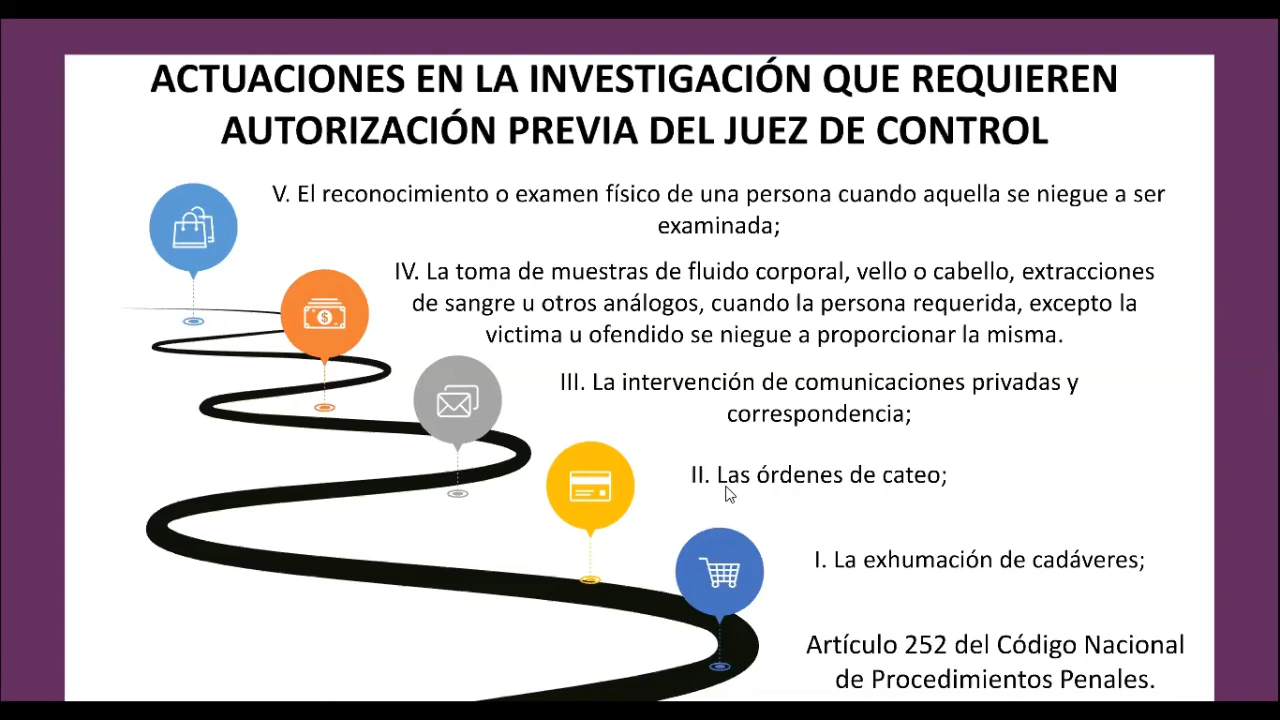 ACTUACIONES EN LA INVESTIGACIÓN QUE REQUIEREN
AUTORIZACIÓN PREVIA DEL JUEZ DE CONTROL
V. El reconocimiento o examen físico de una persona cuando aquella se niegue a ser
examinada;
IV. La toma de muestras de fluido corporal, vello o cabello, extracciones
de sangre u otros análogos, cuando la persona requerida, excepto la
victima u ofendido se niegue a proporcionar la misma.
III. La intervención de comunicaciones privadas y
correspondencia;
II. Las órdenes de cateo;
I. La exhumación de cadáveres;
Artículo 252 del Código Nacional
de Procedimientos Penales.